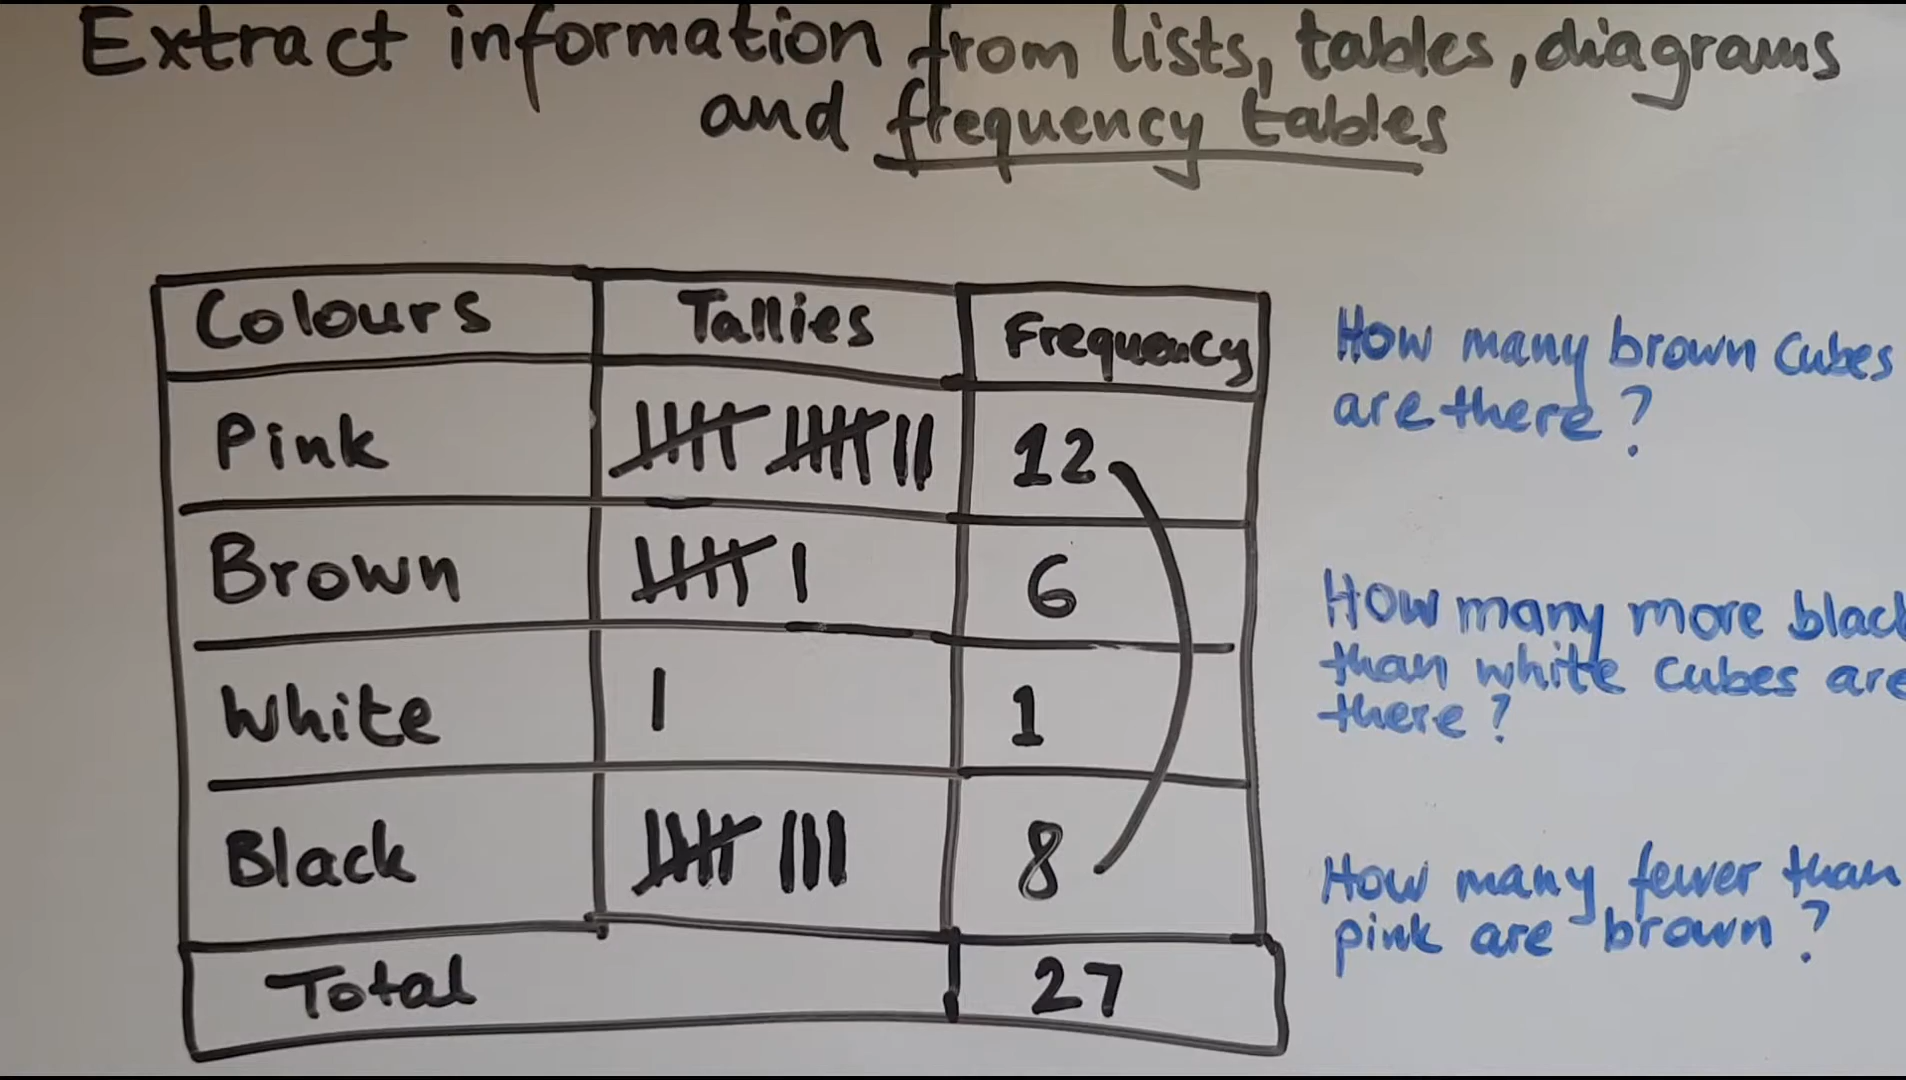 Extract information from lists, tables, diagrams
and frequency tables
Colours Tallies Frequency
Pink 12
Brown 6
White 1
Black 8
Total 27
How many brown cubes
are there?
How many more black
than white cubes are
there?
How many fewer than
pink are brown?